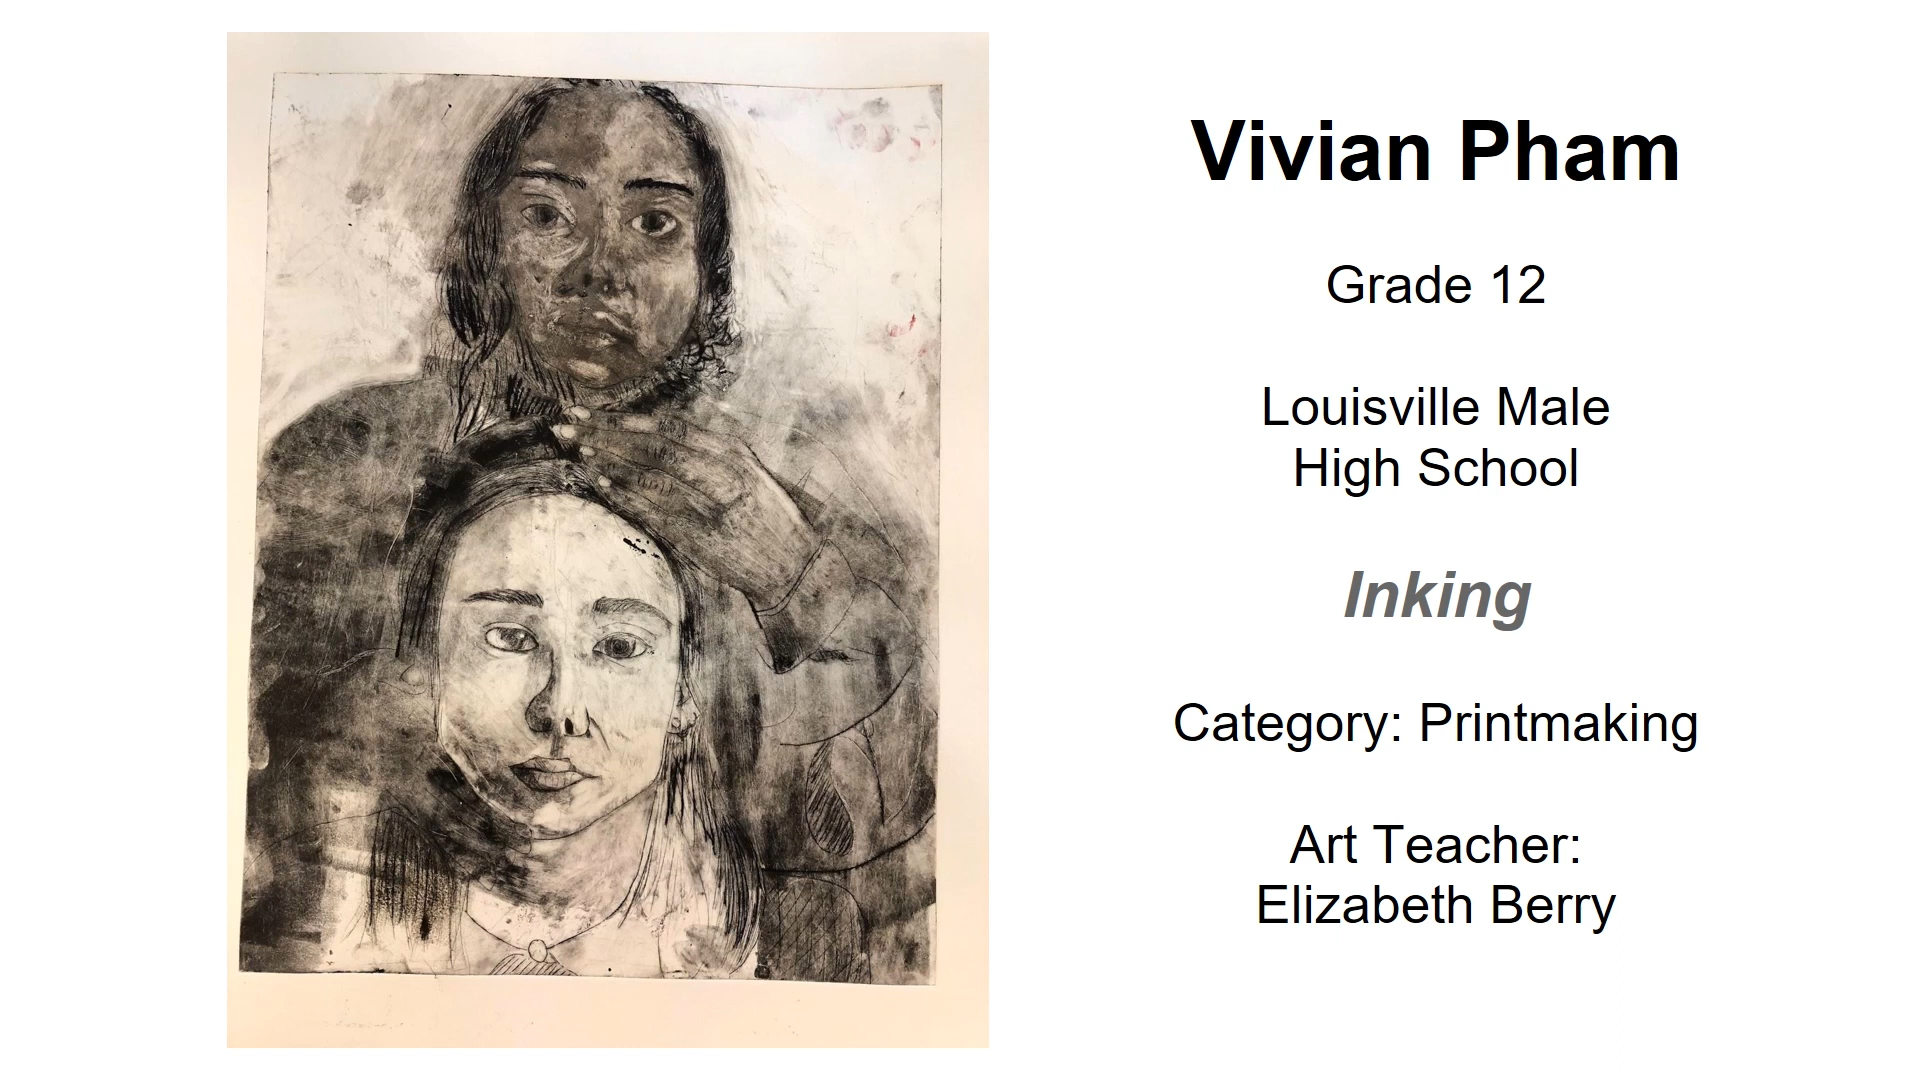 Vivian Pham
Grade 12
Louisville Male
High School
Inking
Category: Printmaking
Art Teacher:
Elizabeth Berry